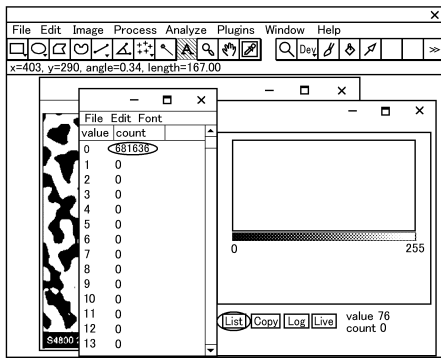 File Edit Image Process Analyze Plugins Window Help
A Dev >>
x=403, y=290, angle=0.34, length=167.00
File Edit Font
value count
0 681636
1 0
2 0
3 0
4 0
5 0
6 0
7 0
8 0
9 0
10 0
11 0
12 0
13 0
0 255
List Copy Log Live
value 76
count 0
S4800